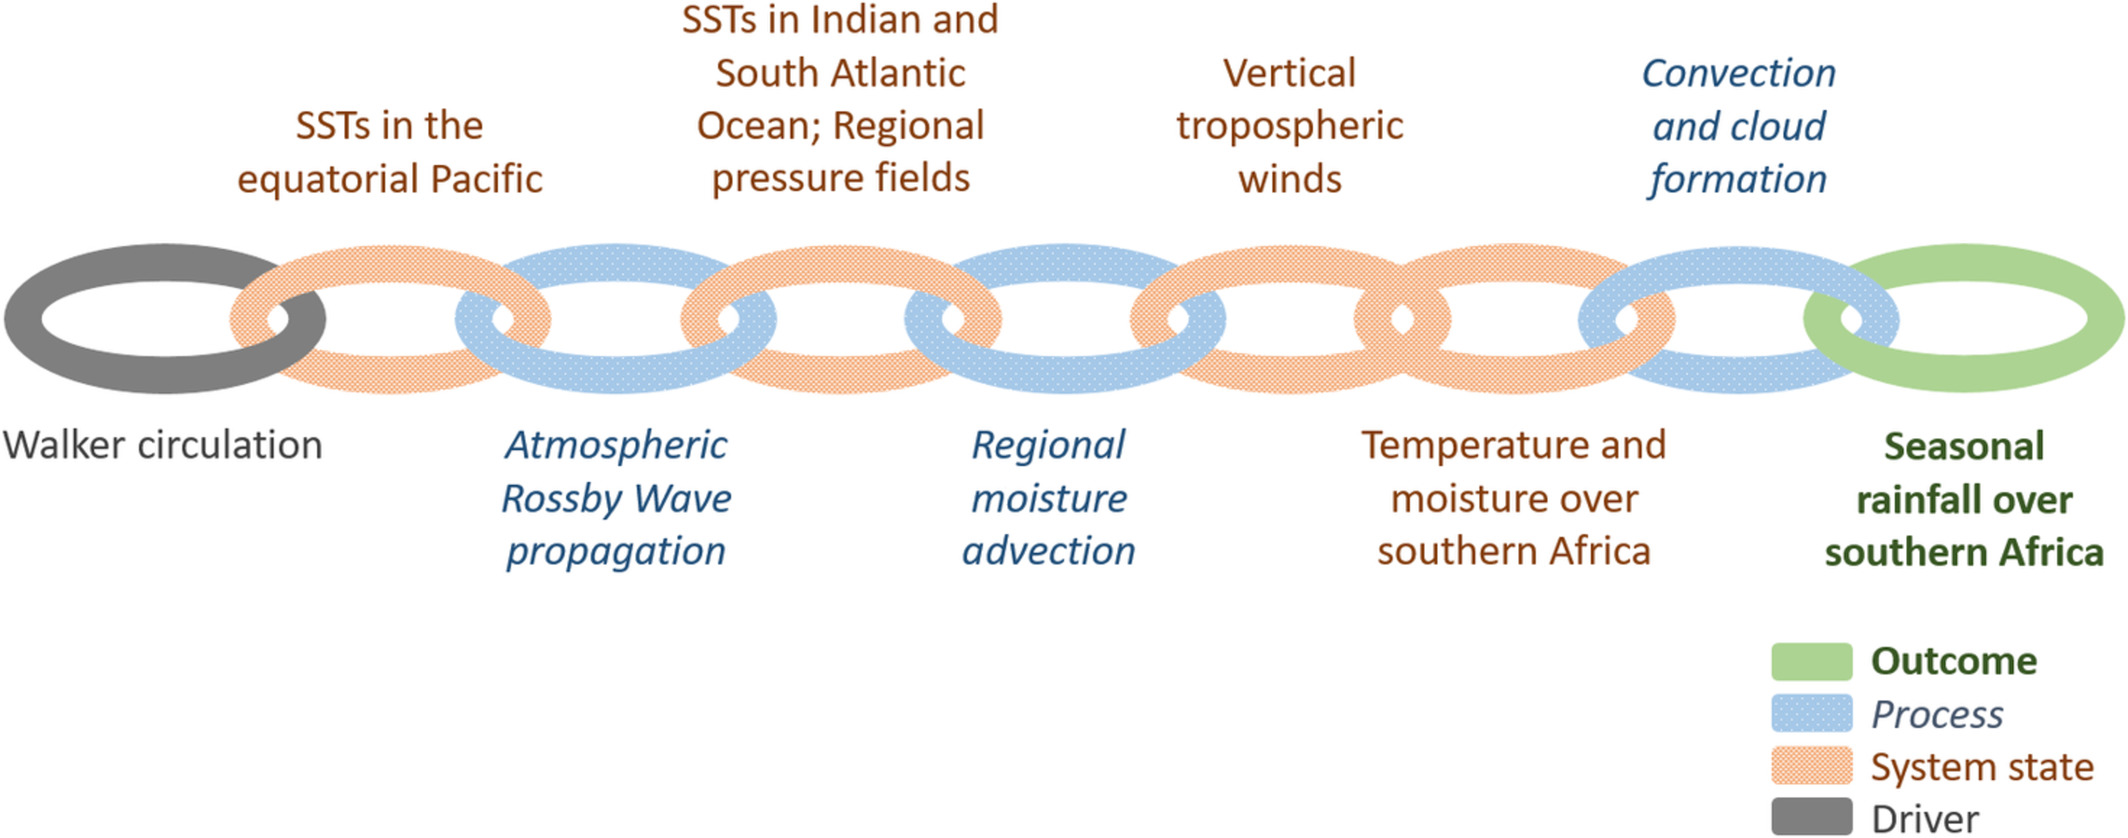 SSTs in the
equatorial Pacific
SSTs in Indian and
South Atlantic
Ocean; Regional
pressure fields
Vertical
tropospheric
winds
Convection
and cloud
formation
Walker circulation
Atmospheric
Rossby Wave
propagation
Regional
moisture
advection
Temperature and
moisture over
southern Africa
Seasonal
rainfall over
southern Africa
Outcome
Process
System state
Driver